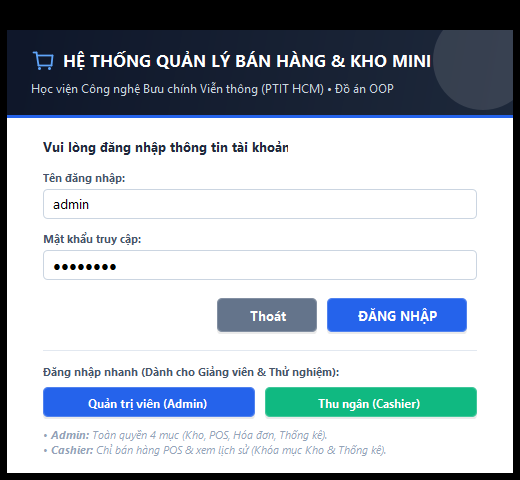 HỆ THỐNG QUẢN LÝ BÁN HÀNG & KHO MINI
Học viện Công nghệ Bưu chính Viễn thông (PTIT HCM) • Đồ án OOP
Vui lòng đăng nhập thông tin tài khoản
Tên đăng nhập:
admin
Mật khẩu truy cập:
●●●●●●●●
Thoát
ĐĂNG NHẬP
Đăng nhập nhanh (Dành cho Giảng viên & Thử nghiệm):
Quản trị viên (Admin)
Thu ngân (Cashier)
• Admin: Toàn quyền 4 mục (Kho, POS, Hóa đơn, Thống kê).
• Cashier: Chỉ bán hàng POS & xem lịch sử (Khóa mục Kho & Thống kê).